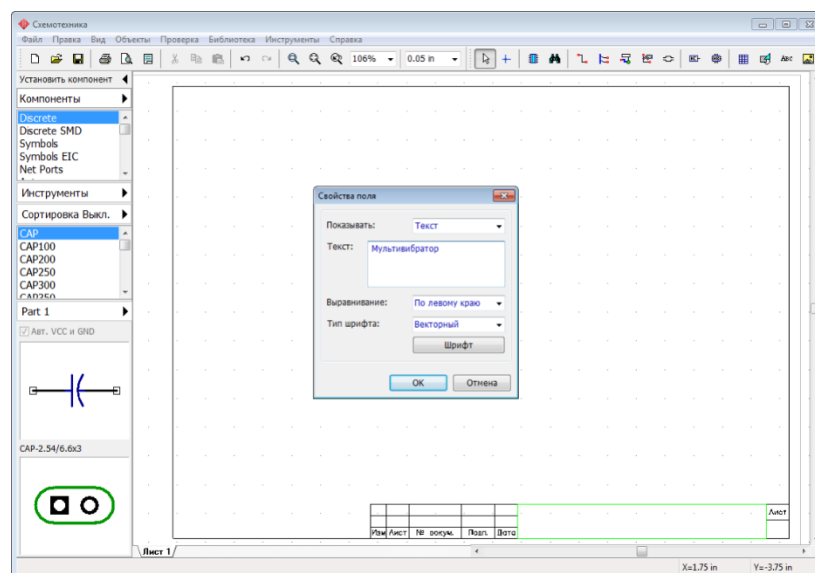 Схемотехника
Файл Правка Вид Объекты Проверка Библиотека Инструменты Справка
106% 0.05 in ABC
Установить компонент
Компоненты
Discrete
Discrete SMD
Symbols
Symbols EIC
Net Ports
Инструменты
Сортировка Выкл.
CAP
CAP100
CAP200
CAP250
CAP300
CAP350
Part 1
Авт. VCC и GND
CAP-2.54/6.6x3
Свойства поля
Показывать: Текст
Текст: Мультивибратор
Выравнивание: По левому краю
Тип шрифта: Векторный
Шрифт
OK Отмена
Лист
Изм Лист № докум. Подп. Дата
Лист 1
X=1.75 in Y=-3.75 in